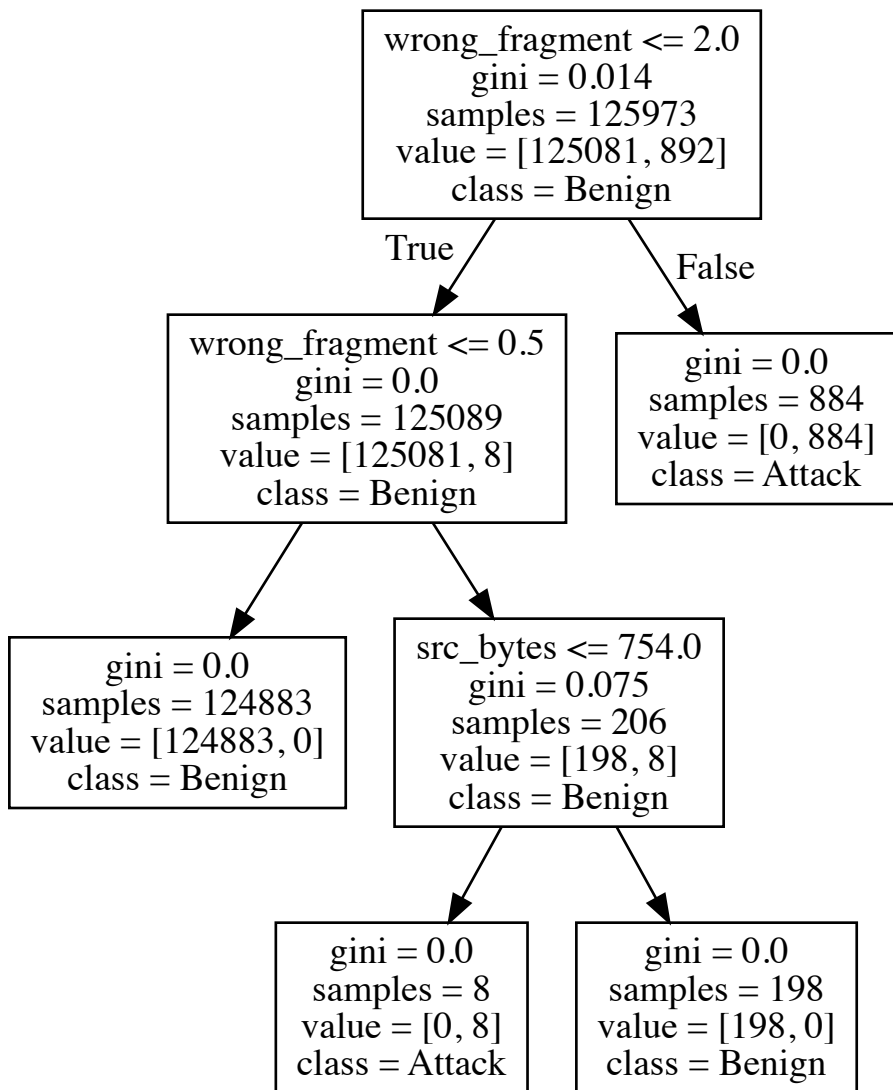 wrong_fragment <= 2.0
gini = 0.014
samples = 125973
value = [125081, 892]
class = Benign
True
False
wrong_fragment <= 0.5
gini = 0.0
samples = 125089
value = [125081, 8]
class = Benign
gini = 0.0
samples = 884
value = [0, 884]
class = Attack
gini = 0.0
samples = 124883
value = [124883, 0]
class = Benign
src_bytes <= 754.0
gini = 0.075
samples = 206
value = [198, 8]
class = Benign
gini = 0.0
samples = 8
value = [0, 8]
class = Attack
gini = 0.0
samples = 198
value = [198, 0]
class = Benign